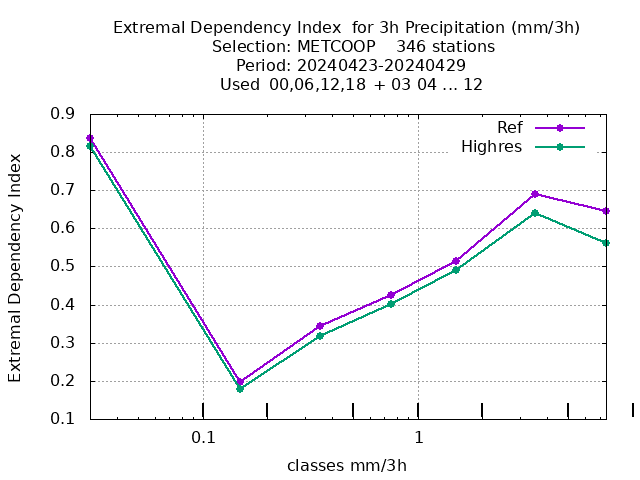 Extremal Dependency Index  for 3h Precipitation (mm/3h)
Selection: METCOOP    346 stations
Period: 20240423-20240429
Used  00,06,12,18  + 03 04 ... 12
Ref
Highres
Extremal Dependency Index
0.9
0.8
0.7
0.6
0.5
0.4
0.3
0.2
0.1
0.1
1
classes mm/3h